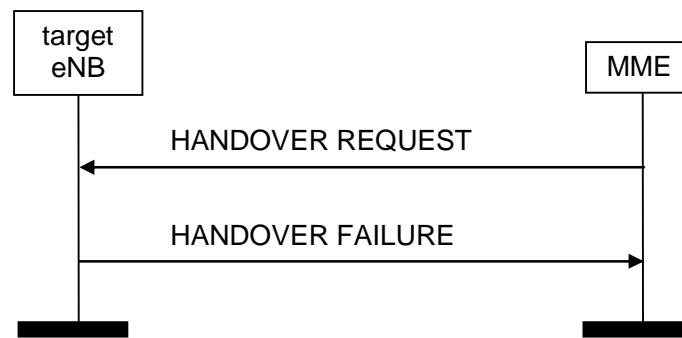 target
eNB
MME
HANDOVER REQUEST
HANDOVER FAILURE